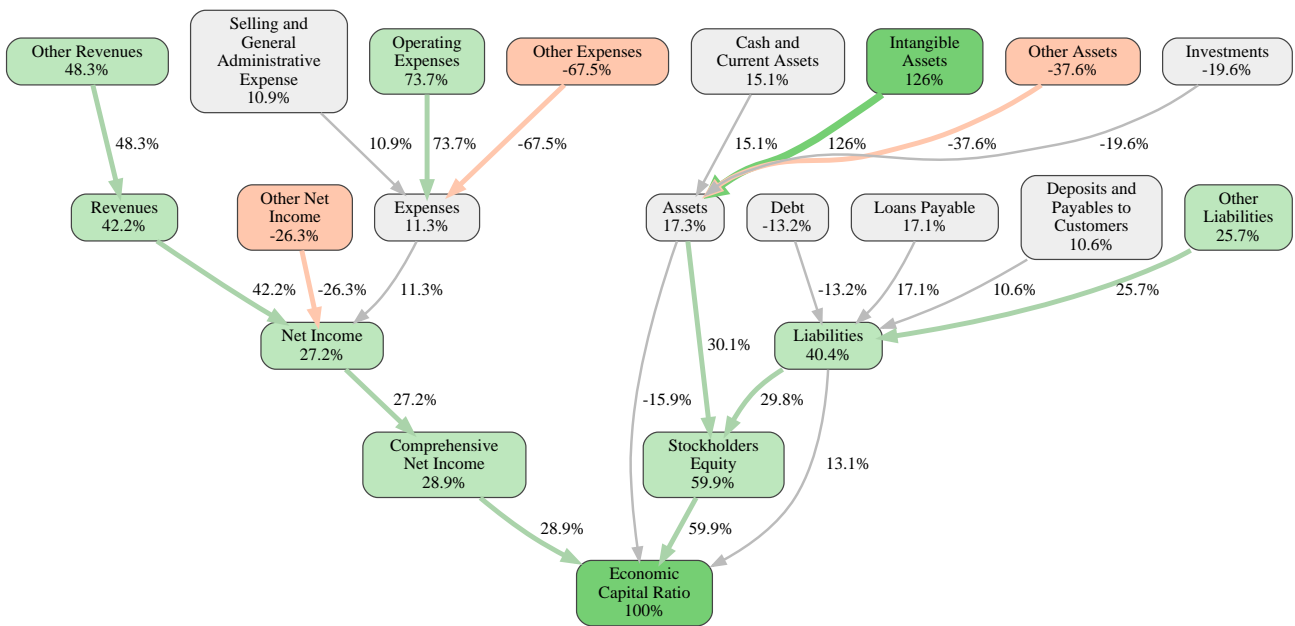 Other Revenues
48.3%
Selling and
General
Administrative
Expense
10.9%
Operating
Expenses
73.7%
Other Expenses
-67.5%
Cash and
Current Assets
15.1%
Intangible
Assets
126%
Other Assets
-37.6%
Investments
-19.6%
48.3%
10.9%
73.7%
-67.5%
15.1%
126%
-37.6%
-19.6%
Revenues
42.2%
Other Net
Income
-26.3%
Expenses
11.3%
Assets
17.3%
Debt
-13.2%
Loans Payable
17.1%
Deposits and
Payables to
Customers
10.6%
Other
Liabilities
25.7%
42.2%
-26.3%
11.3%
-13.2%
17.1%
10.6%
25.7%
Net Income
27.2%
30.1%
Liabilities
40.4%
27.2%
-15.9%
29.8%
Comprehensive
Net Income
28.9%
Stockholders
Equity
59.9%
13.1%
28.9%
59.9%
Economic
Capital Ratio
100%